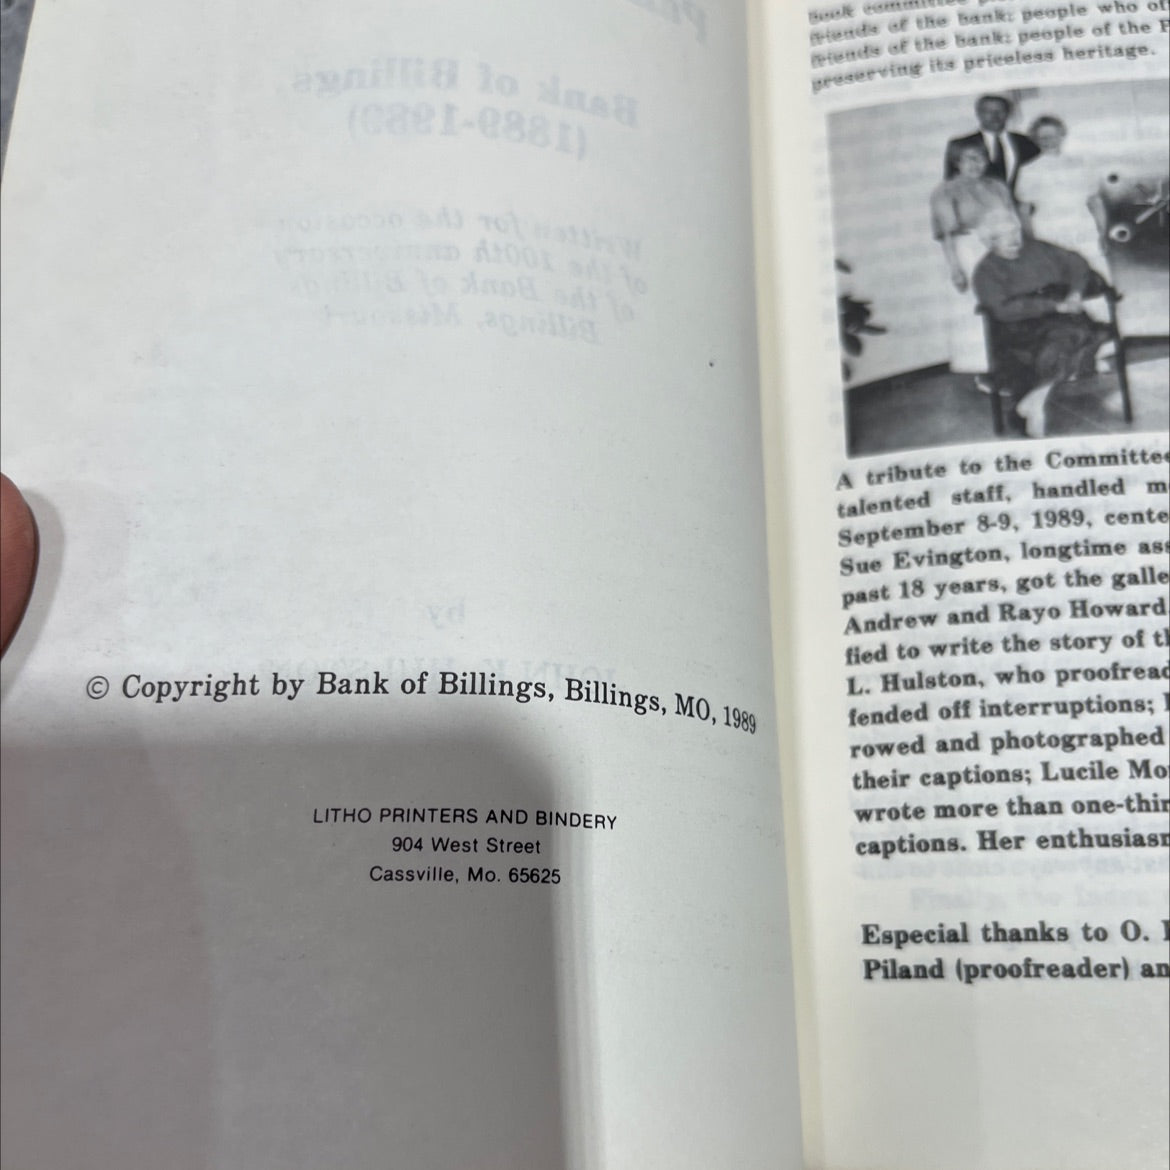 © Copyright by Bank of Billings, Billings, MO, 1989
LITHO PRINTERS AND BINDERY
904 West Street
Cassville, Mo. 65625
book committee
friends of the bank; people who of
friends of the bank; people of the P
preserving its priceless heritage.
A tribute to the Committee
talented staff, handled m
September 8-9, 1989, cente
Sue Evington, longtime ass
past 18 years, got the galle
Andrew and Rayo Howard
fied to write the story of th
L. Hulston, who proofread
fended off interruptions;
rowed and photographed
their captions; Lucile Mo
wrote more than one-thir
captions. Her enthusiasm
Especial thanks to O.
Piland (proofreader) an